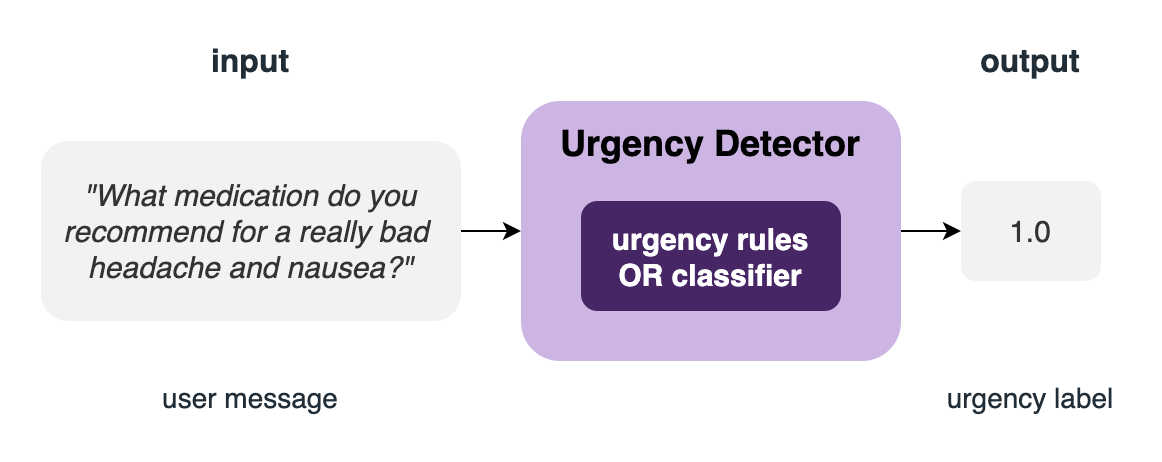 input
output
Urgency Detector
"What medication do you
recommend for a really bad
headache and nausea?"
urgency rules
OR classifier
1.0
user message
urgency label